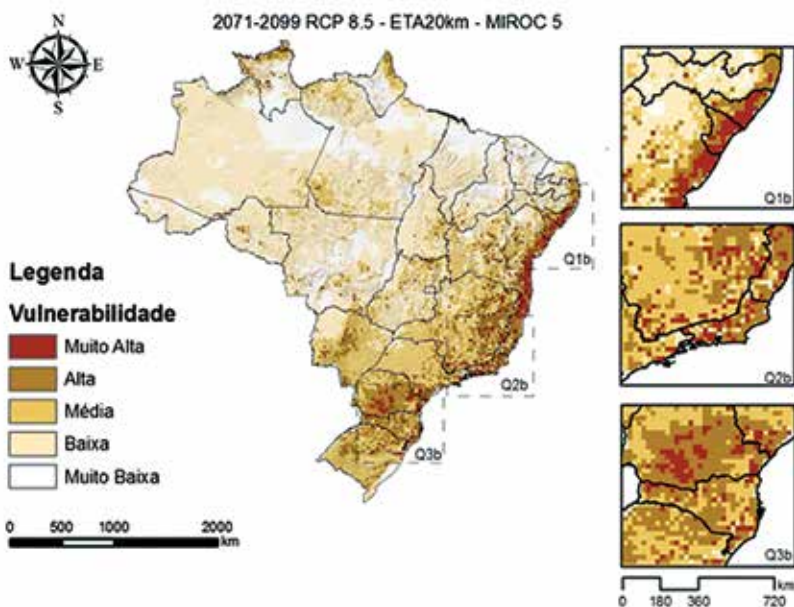 2071-2099 RCP 8.5 - ETA20km - MIROC 5
N
W
E
S
Q1b
Q2b
Q3b
Legenda
Vulnerabilidade
Muito Alta
Alta
Média
Baixa
Muito Baixa
0 500 1000 2000
km
Q1b
Q2b
Q3b
km
0 180 360 720